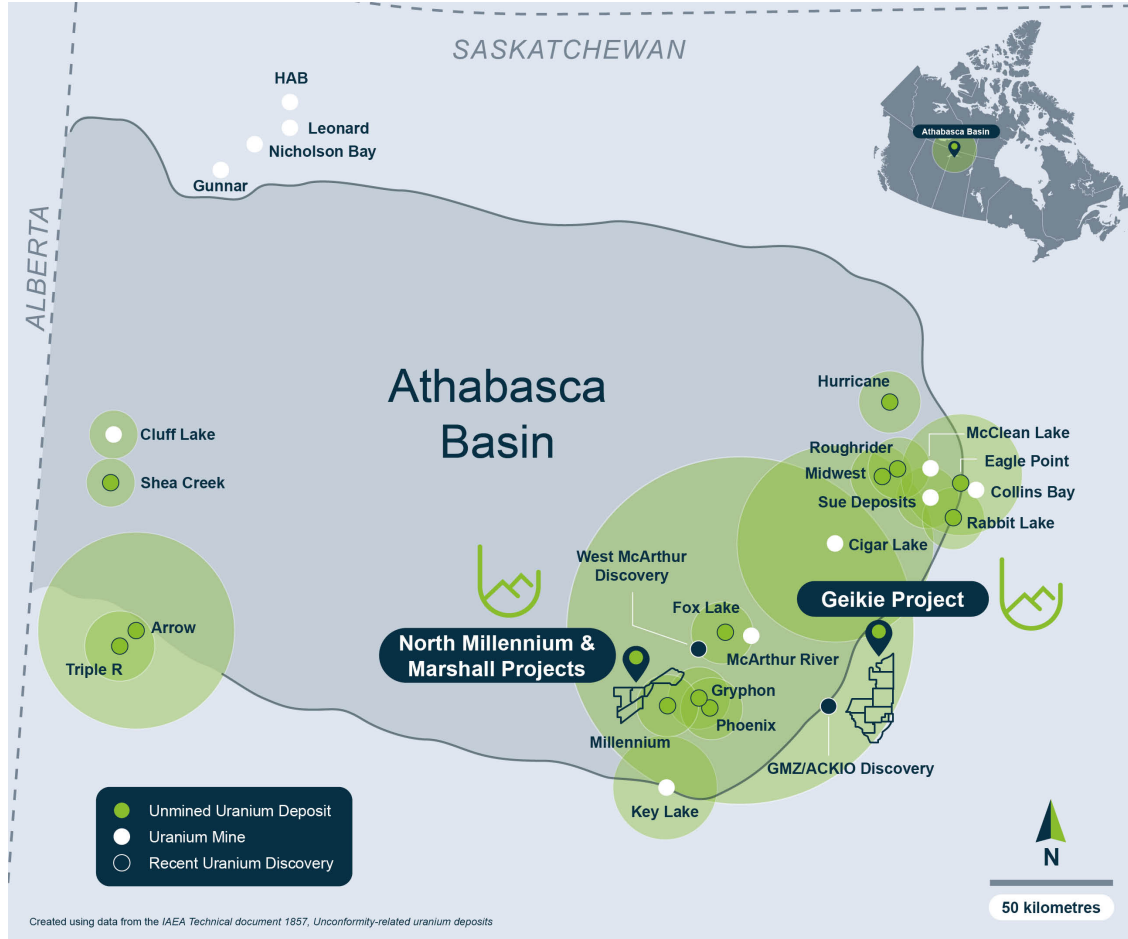 SASKATCHEWAN
ALBERTA
HAB
Leonard
Nicholson Bay
Gunnar
Athabasca Basin
Athabasca
Basin
Hurricane
Cluff Lake
Shea Creek
Roughrider
Midwest
Sue Deposits
McClean Lake
Eagle Point
Collins Bay
Rabbit Lake
Cigar Lake
West McArthur
Discovery
Fox Lake
McArthur River
Geikie Project
North Millennium &
Marshall Projects
Arrow
Triple R
Gryphon
Phoenix
Millennium
GMZ/ACKIO Discovery
Key Lake
Unmined Uranium Deposit
Uranium Mine
Recent Uranium Discovery
N
50 kilometres
Created using data from the IAEA Technical document 1857, Unconformity-related uranium deposits